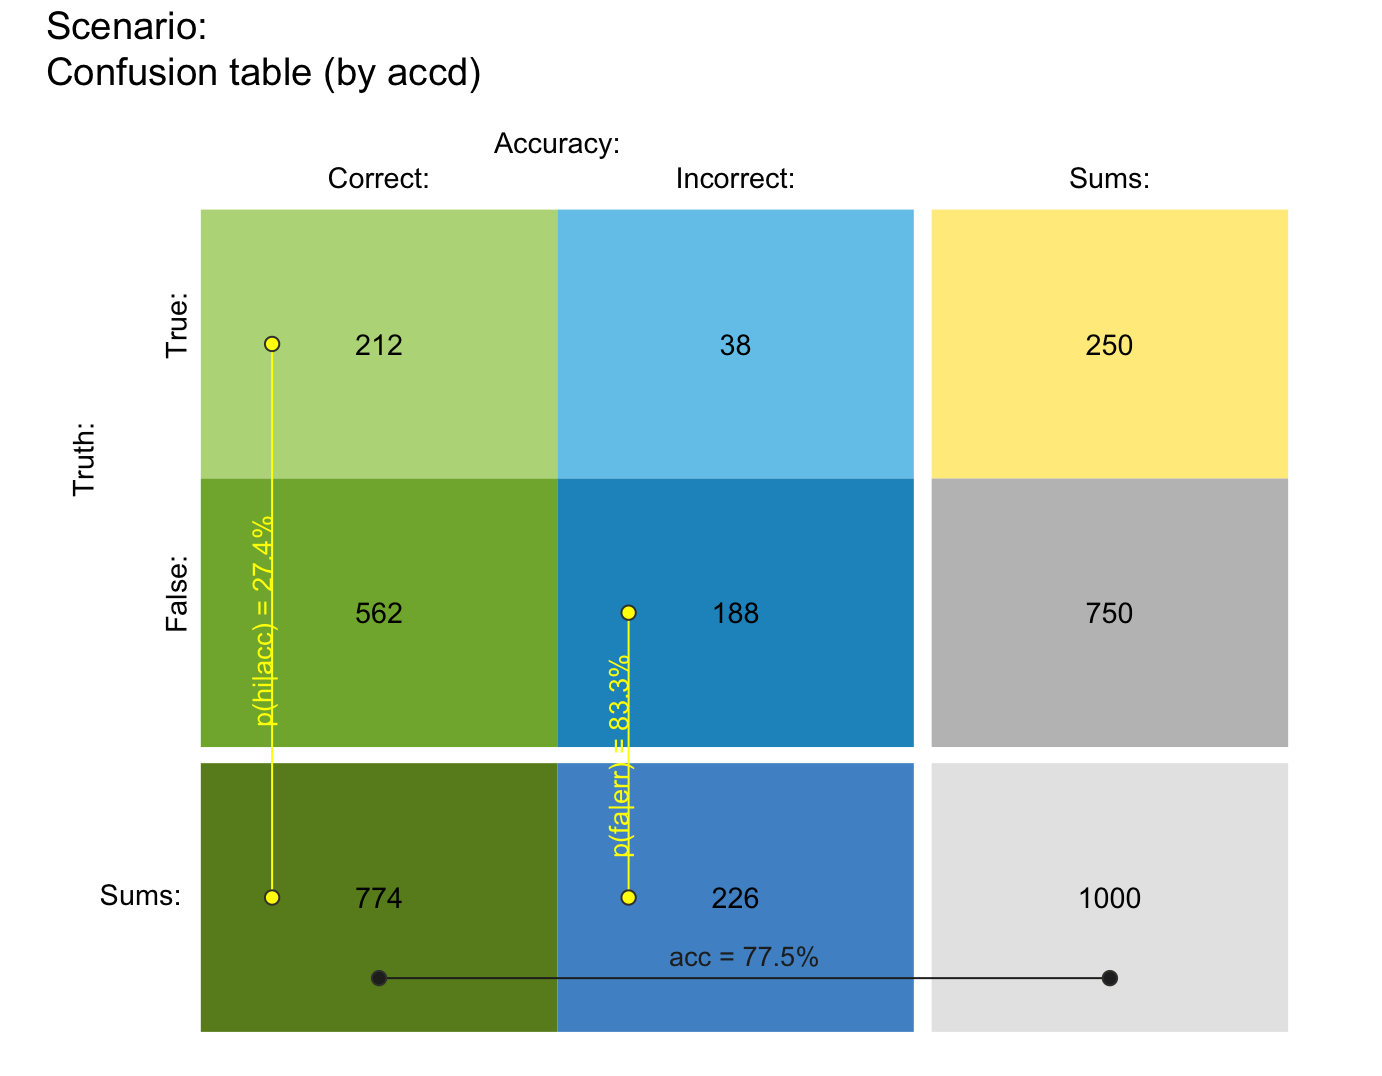 Scenario:
Confusion table (by accd)
Accuracy:
Correct:
Incorrect:
Sums:
Truth:
True:
212
38
250
False:
562
188
750
p(hi|acc) = 27.4%
p(fa|err) = 83.3%
Sums:
774
226
1000
acc = 77.5%